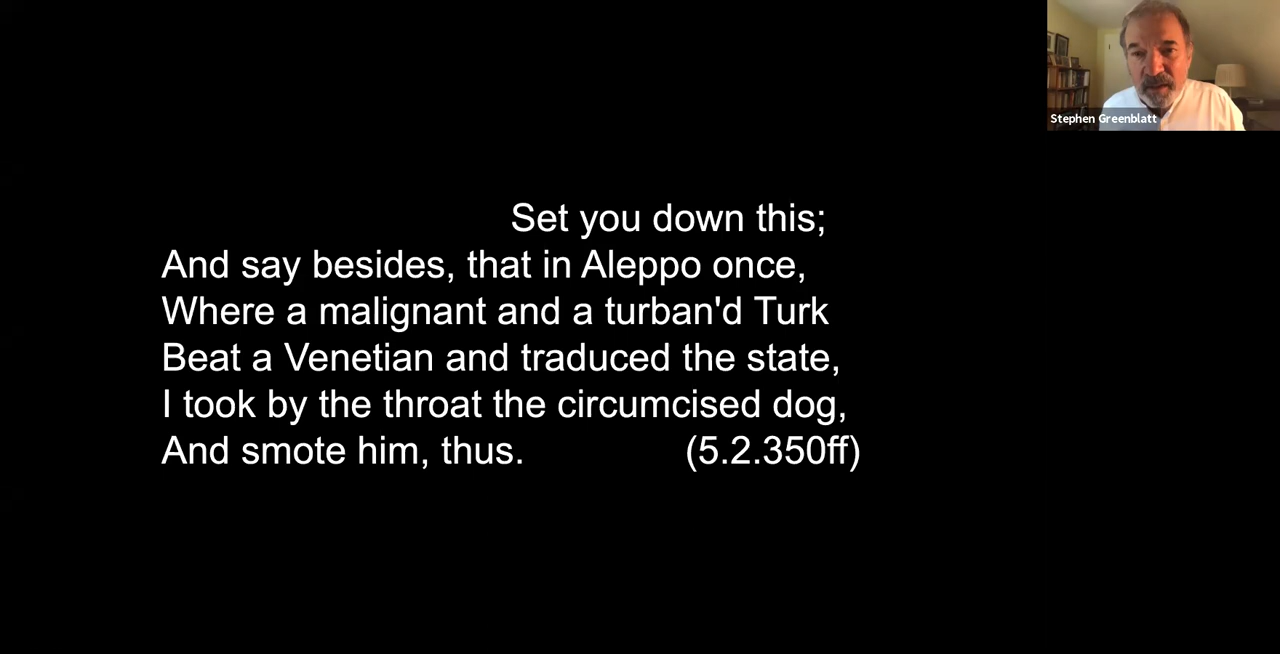 Stephen Greenblatt
Set you down this;
And say besides, that in Aleppo once,
Where a malignant and a turban'd Turk
Beat a Venetian and traduced the state,
I took by the throat the circumcised dog,
And smote him, thus. (5.2.350ff)